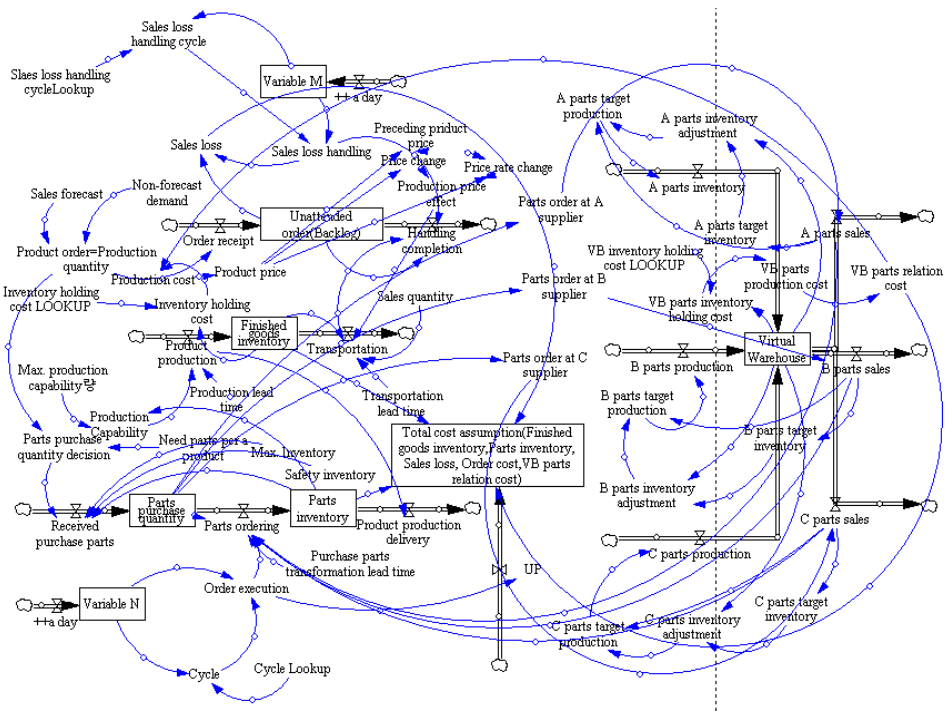 Sales loss
handling cycle
Slaes loss handling
cycleLookup
Variable M
++ a day
Sales loss
Sales loss handling
Preceding priduct
price
Price change
Price rate change
Production price
effect
Sales forecast
Non-forecast
demand
Unattended
order(Backlog)
Order receipt
Handling
completion
Product order=Production
quantity
Production cost
Product price
Inventory holding
cost LOOKUP
Inventory holding
cost
Sales quantity
Finished
goods
inventory
Product
production
Transportation
Max. production
capability량
Production lead
time
Transportation
lead time
Production
Capability
Parts purchase
quantity decision
Need parts per a
product
Max. Inventory
Safety inventory
Total cost assumption(Finished
goods inventory,Parts inventory,
Sales loss, Order cost,VB parts
relation cost)
Parts
purchase
quantity
Parts
inventory
Received
purchase parts
Parts ordering
Product production
delivery
Purchase parts
transformation lead time
UP
Order execution
Variable N
++a day
Cycle
Cycle Lookup
Parts order at A
supplier
Parts order at B
supplier
Parts order at C
supplier
A parts target
production
A parts inventory
adjustment
A parts inventory
A parts target
inventory
A parts sales
VB inventory holding
cost LOOKUP
VB parts
production cost
VB parts relation
cost
VB parts inventory
holding cost
Virtual
Warehouse
B parts production
B parts sales
B parts target
production
B parts target
inventory
B parts inventory
adjustment
C parts sales
C parts production
C parts target
inventory
C parts target
production
C parts inventory
adjustment